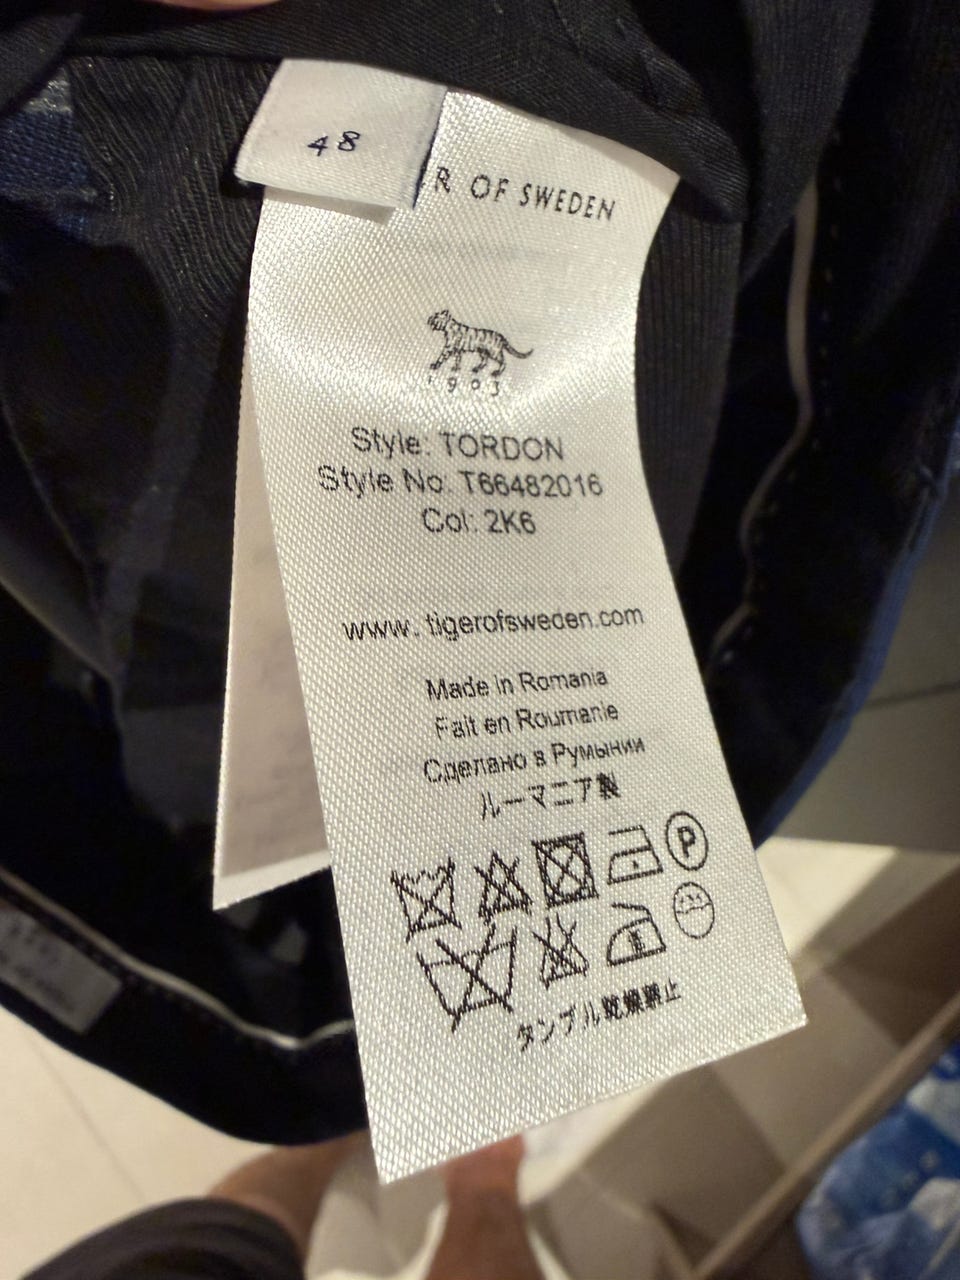 48
R OF SWEDEN
1903
Style: TORDON
Style No: T66482016
Col: 2K6
www.tigerofsweden.com
Made in Romania
Fait en Roumanie
Сделано в Румынии
ルーマニア製
P
タンブル乾燥禁止